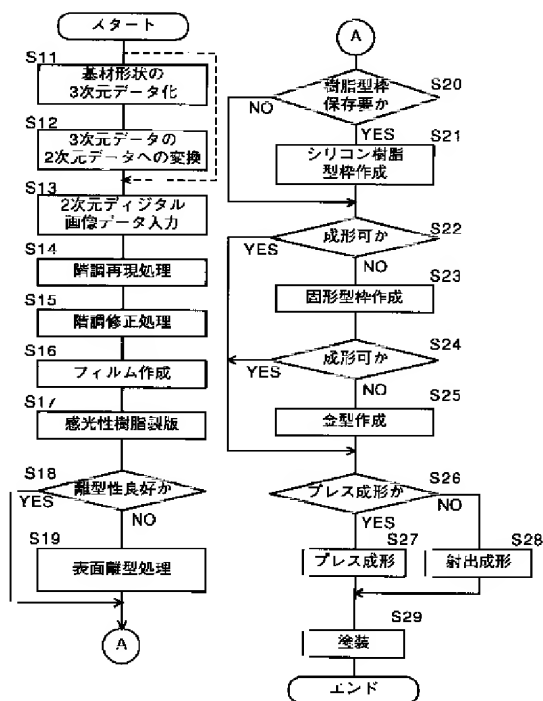 スタート
S11
基材形状の
3次元データ化
S12
3次元データの
2次元データへの変換
S13
2次元ディジタル
画像データ入力
S14
階調再現処理
S15
階調修正処理
S16
フィルム作成
S17
感光性樹脂製版
S18
離型性良好か
YES
NO
S19
表面離型処理
A
A
S20
樹脂型枠
保存要か
NO
YES
S21
シリコン樹脂
型枠作成
S22
成形可か
YES
NO
S23
固形型枠作成
S24
成形可か
YES
NO
S25
金型作成
S26
プレス成形か
YES
NO
S27
プレス成形
S28
射出成形
S29
塗装
エンド